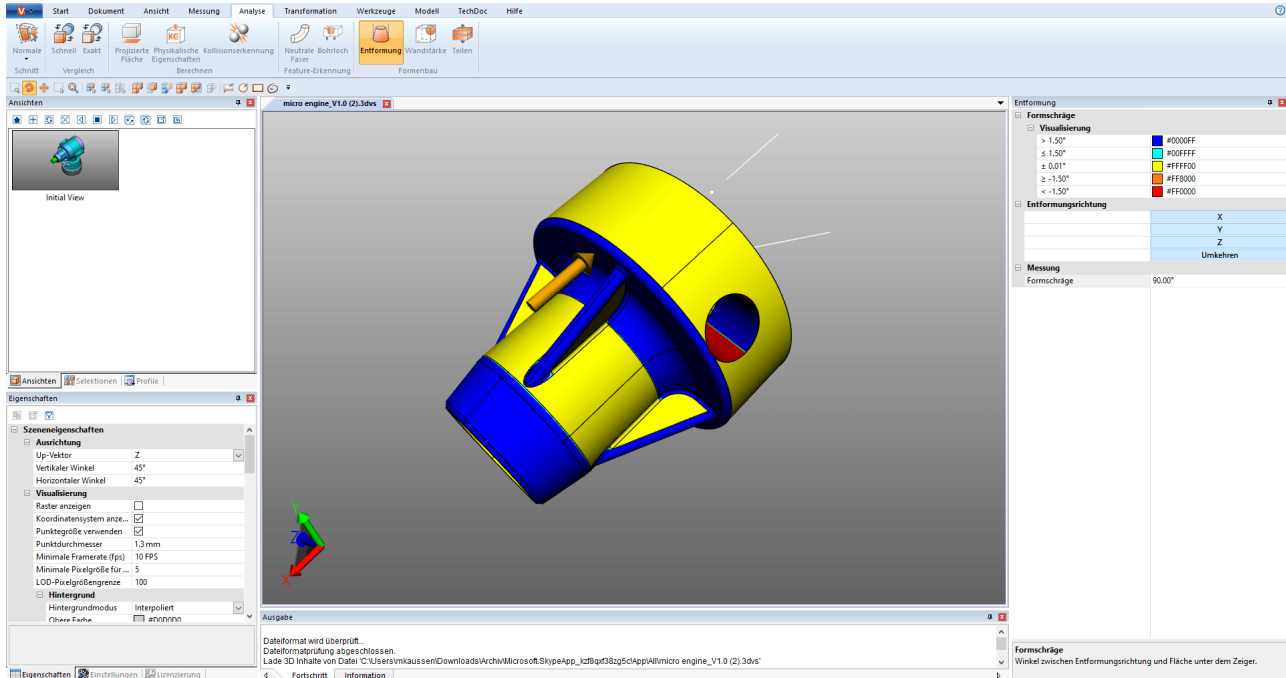 Start Dokument Ansicht Messung Analyse Transformation Werkzeuge Modell TechDoc Hilfe
Normale Schnell Exakt Projizierte Fläche Physikalische Eigenschaften Kollisionserkennung Neutrale Faser Bohrloch Entformung Wandstärke Teilen
Schnitt Vergleich Berechnen Feature-Erkennung Formenbau
Ansichten
micro engine_V1.0 (2).3dvs
Entformung
Initial View
Formschräge
Visualisierung
> 1.50° #0000FF
≤ 1.50° #00FFFF
± 0.01° #FFFF00
≥ -1.50° #FF8000
< -1.50° #FF0000
Entformungsrichtung
X
Y
Z
Umkehren
Messung
Formschräge 90.00°
Ansichten Selektionen Profile
Eigenschaften
Szeneneigenschaften
Ausrichtung
Up-Vektor Z
Vertikaler Winkel 45°
Horizontaler Winkel 45°
Visualisierung
Raster anzeigen
Koordinatensystem anze...
Punktegröße verwenden
Punktdurchmesser 1.3 mm
Minimale Framerate (fps) 10 FPS
Minimale Pixelgröße für ... 5
LOD-Pixelgrößengrenze 100
Hintergrund
Hintergrundmodus Interpoliert
Obere Farbe #D0D0D0
Y
Z
X
Ausgabe
Dateiformat wird überprüft...
Dateiformatprüfung abgeschlossen.
Lade 3D Inhalte von Datei 'C:\Users\mkaussen\Downloads\Archiv\Microsoft.SkypeApp_kzf8qxf38zg5c!App\All\micro engine_V1.0 (2).3dvs'
Formschräge
Winkel zwischen Entformungsrichtung und Fläche unter dem Zeiger.
Eigenschaften Einstellungen Lizenzierung
Fortschritt Information